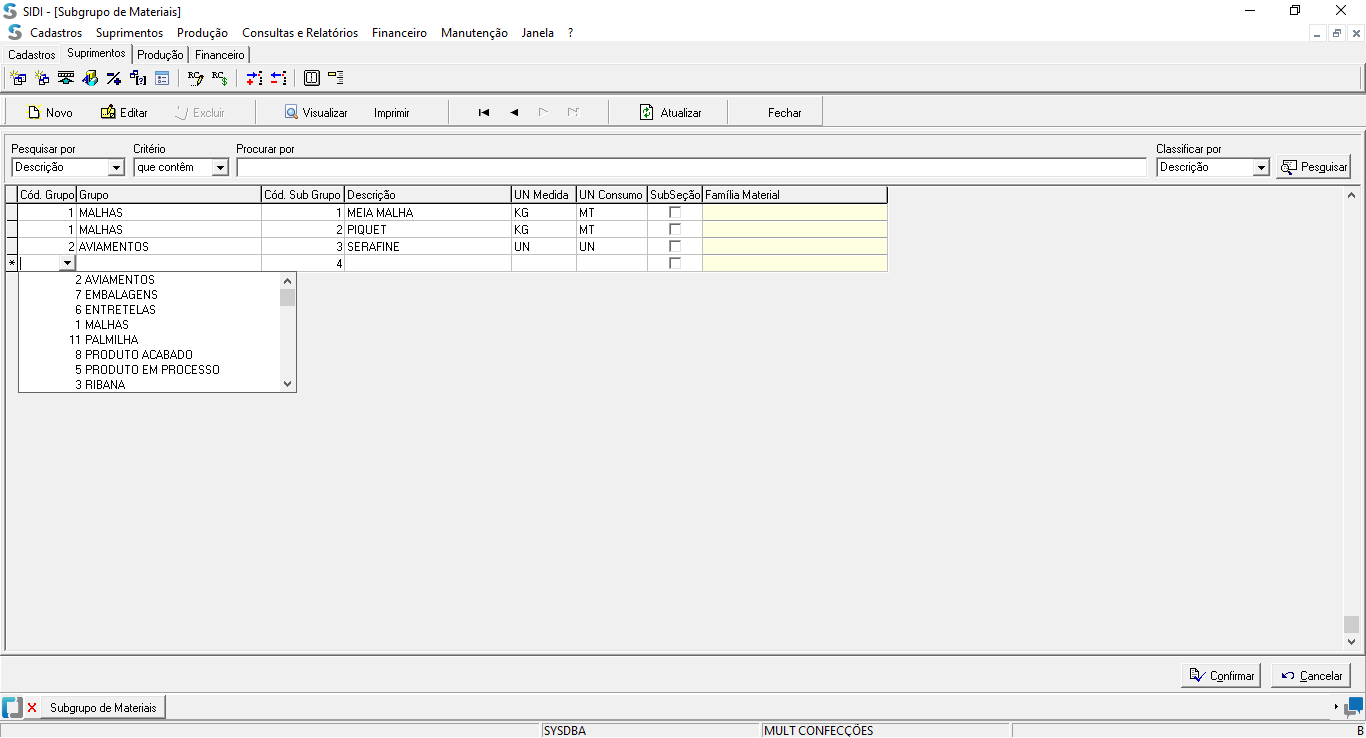 SIDI - [Subgrupo de Materiais]
Cadastros Suprimentos Produção Consultas e Relatórios Financeiro Manutenção Janela ?
Cadastros Suprimentos Produção Financeiro
Novo Editar Excluir Visualizar Imprimir Atualizar Fechar
Pesquisar por Critério Procurar por Classificar por
Descrição que contêm Descrição Pesquisar
Cód. Grupo Grupo Cód. Sub Grupo Descrição UN Medida UN Consumo SubSeção Família Material
1 MALHAS 1 MEIA MALHA KG MT
1 MALHAS 2 PIQUET KG MT
2 AVIAMENTOS 3 SERAFINE UN UN
* 4
2 AVIAMENTOS
7 EMBALAGENS
6 ENTRETELAS
1 MALHAS
11 PALMILHA
8 PRODUTO ACABADO
5 PRODUTO EM PROCESSO
3 RIBANA
Confirmar Cancelar
Subgrupo de Materiais
SYSDBA MULT CONFECÇÕES B